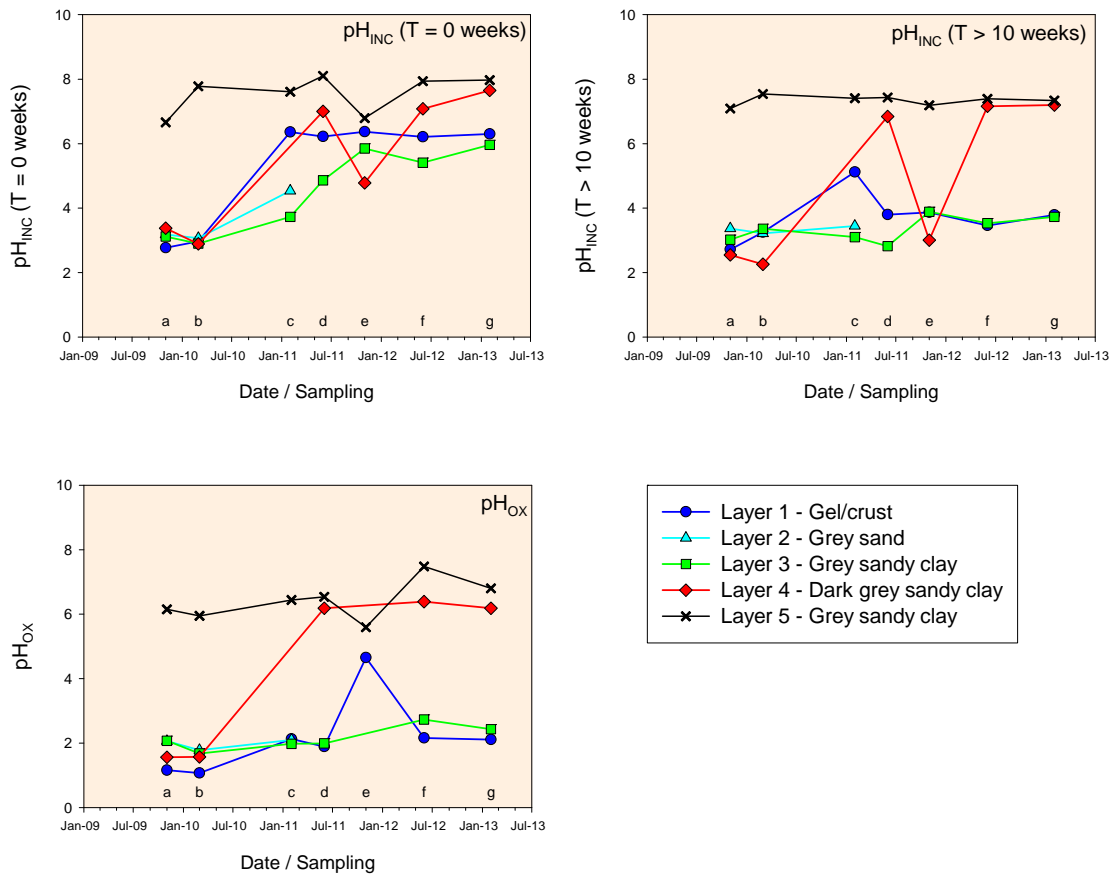 pH_INC (T = 0 weeks)
pH_INC (T = 0 weeks)
10
8
6
4
2
0
a b c d e f g
Jan-09 Jul-09 Jan-10 Jul-10 Jan-11 Jul-11 Jan-12 Jul-12 Jan-13 Jul-13
Date / Sampling
pH_INC (T > 10 weeks)
pH_INC (T > 10 weeks)
10
8
6
4
2
0
a b c d e f g
Jan-09 Jul-09 Jan-10 Jul-10 Jan-11 Jul-11 Jan-12 Jul-12 Jan-13 Jul-13
Date / Sampling
pH_OX
pH_OX
10
8
6
4
2
0
a b c d e f g
Jan-09 Jul-09 Jan-10 Jul-10 Jan-11 Jul-11 Jan-12 Jul-12 Jan-13 Jul-13
Date / Sampling
Layer 1 - Gel/crust
Layer 2 - Grey sand
Layer 3 - Grey sandy clay
Layer 4 - Dark grey sandy clay
Layer 5 - Grey sandy clay